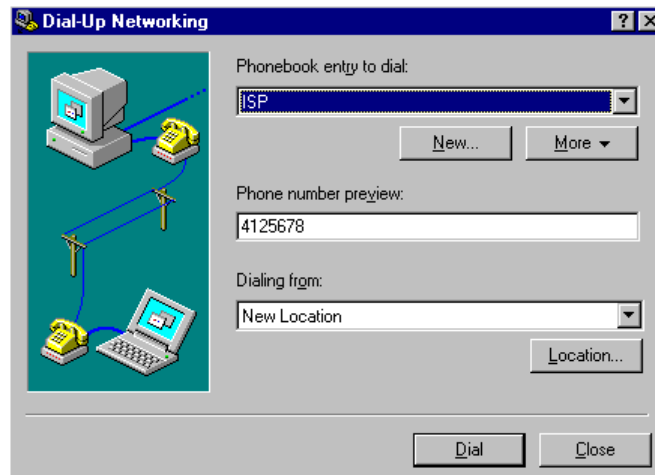 Dial-Up Networking
Phonebook entry to dial:
ISP
New...
More
Phone number preview:
4125678
Dialing from:
New Location
Location...
Dial
Close